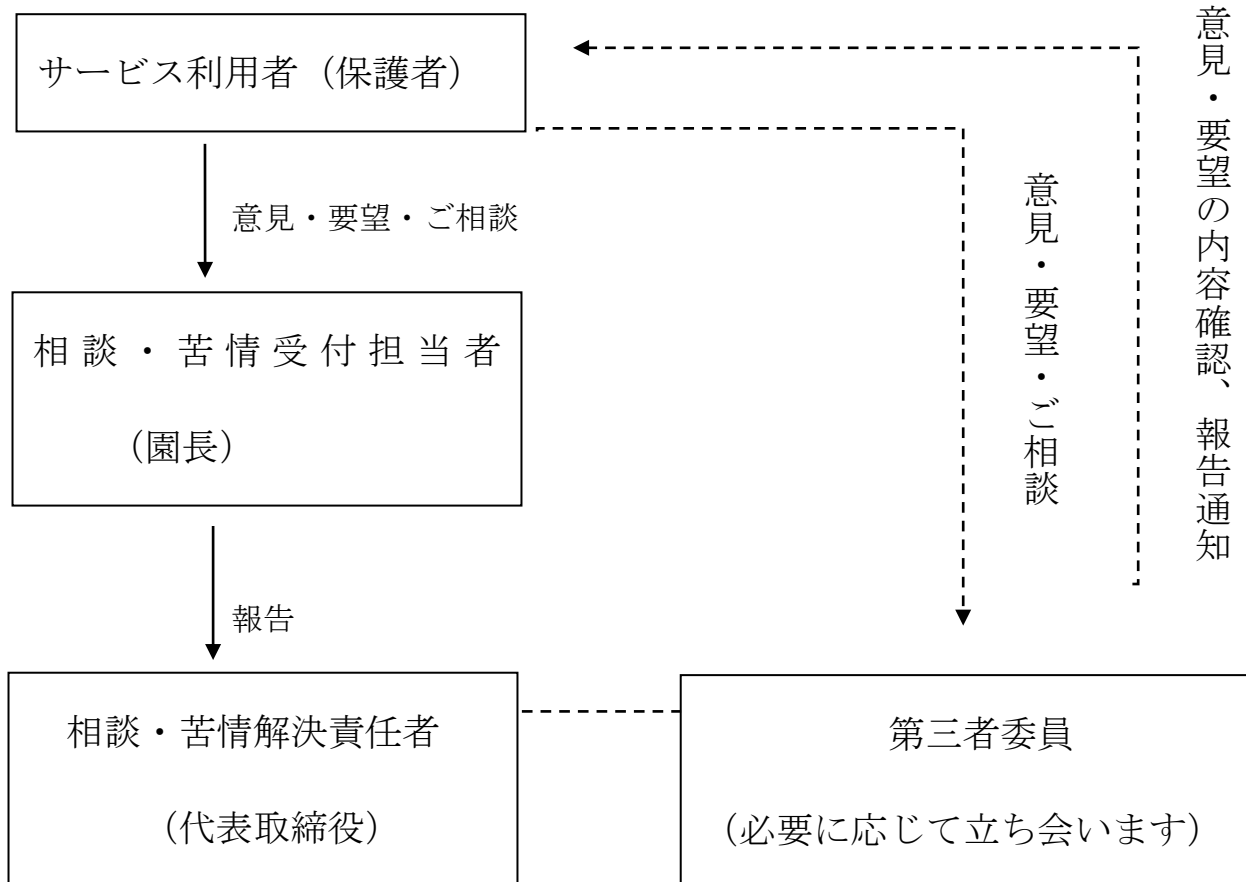 サービス利用者（保護者）
意見・要望・ご相談
相談・苦情受付担当者
（園長）
報告
相談・苦情解決責任者
（代表取締役）
意見・要望・ご相談
意見・要望の内容確認、報告通知
第三者委員
（必要に応じて立ち会います）